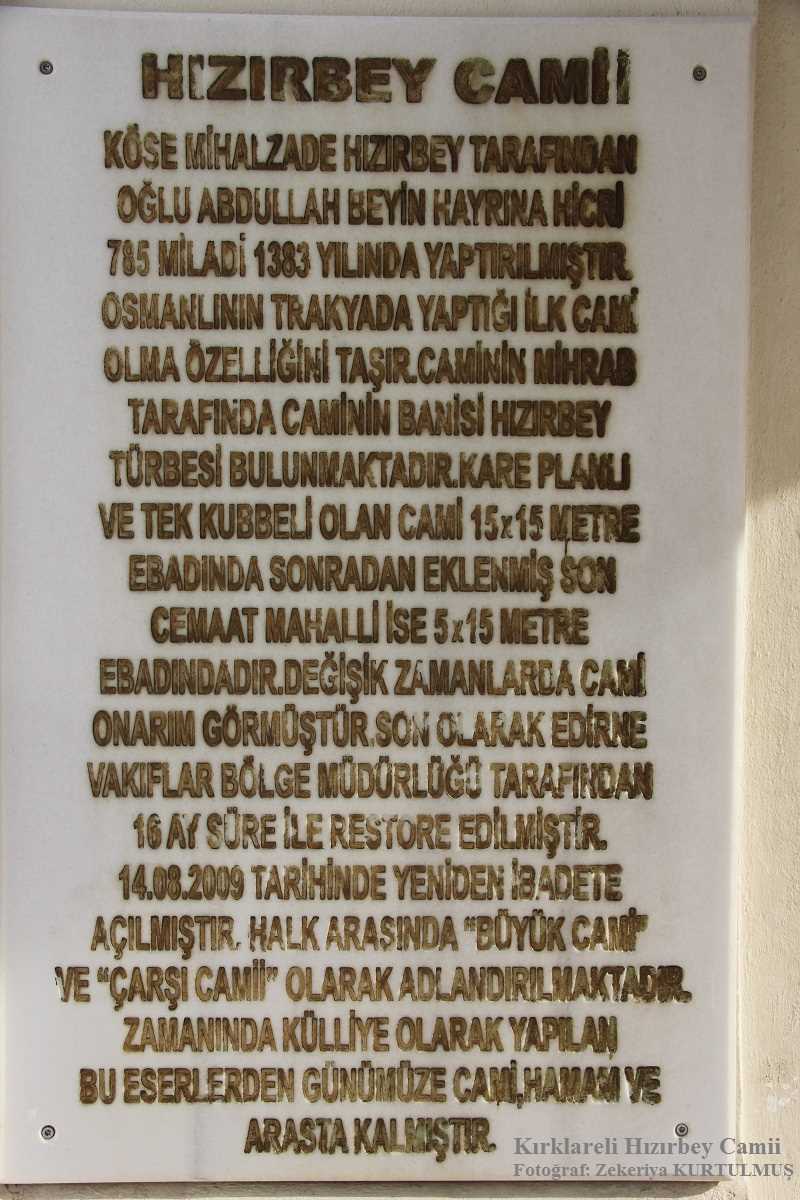 HIZIRBEY CAMİİ
KÖSE MİHALZADE HIZIRBEY TARAFINDAN
OĞLU ABDULLAH BEYİN HAYRINA HİCRİ
785 MİLADİ 1383 YILINDA YAPTIRILMIŞTIR.
OSMANLININ TRAKYADA YAPTIĞI İLK CAMİ
OLMA ÖZELLİĞİNİ TAŞIR.CAMİNİN MİHRAB
TARAFINDA CAMİNİN BANİSİ HIZIRBEY
TÜRBESİ BULUNMAKTADIR.KARE PLANLI
VE TEK KUBBELİ OLAN CAMİ 15x15 METRE
EBADINDA SONRADAN EKLENMİŞ SON
CEMAAT MAHALLİ İSE 5x15 METRE
EBADINDADIR.DEĞİŞİK ZAMANLARDA CAMİ
ONARIM GÖRMÜŞTÜR.SON OLARAK EDİRNE
VAKIFLAR BÖLGE MÜDÜRLÜĞÜ TARAFINDAN
16 AY SÜRE İLE RESTORE EDİLMİŞTİR.
14.08.2009 TARİHİNDE YENİDEN İBADETE
AÇILMIŞTIR. HALK ARASINDA “BÜYÜK CAMİ”
VE “ÇARŞI CAMİİ” OLARAK ADLANDIRILMAKTADIR.
ZAMANINDA KÜLLİYE OLARAK YAPILAN
BU ESERLERDEN GÜNÜMÜZE CAMİ,HAMAM VE
ARASTA KALMIŞTIR.
Kırklareli Hızırbey Camii
Fotoğraf: Zekeriya KURTULMUŞ